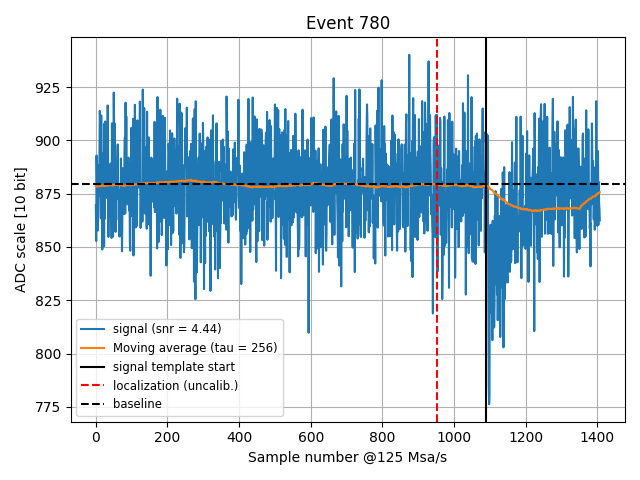 Event 780
ADC scale [10 bit]
925
900
875
850
825
800
775
signal (snr = 4.44)
Moving average (tau = 256)
signal template start
localization (uncalib.)
baseline
0 200 400 600 800 1000 1200 1400
Sample number @125 Msa/s